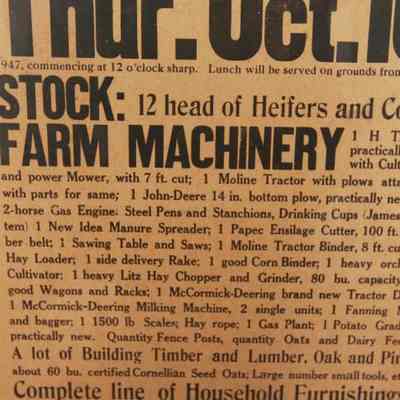 Thur. Oct. 1
947, commencing at 12 o'clock sharp. Lunch will be served on grounds from
STOCK: 12 head of Heifers and Co
FARM MACHINERY 1 H T
practically
with Cult
and power Mower, with 7 ft. cut; 1 Moline Tractor with plows atta
with parts for same; 1 John-Deere 14 in. bottom plow, practically ne
2-horse Gas Engine. Steel Pens and Stanchions, Drinking Cups (James
tem) 1 New Idea Manure Spreader; 1 Papec Ensilage Cutter, 100 ft.
ber belt; 1 Sawing Table and Saws; 1 Moline Tractor Binder, 8 ft. cu
Hay Loader; 1 side delivery Rake; 1 good Corn Binder; 1 heavy orc
Cultivator; 1 heavy Litz Hay Chopper and Grinder, 80 bu. capacity
good Wagons and Racks; 1 McCormick-Deering brand new Tractor D
1 McCormick-Deering Milking Machine, 2 single units; 1 Fanning M
and bagger; 1 1500 lb Scales; Hay rope; 1 Gas Plant; 1 Potato Grad
practically new. Quantity Fence Posts, quantity Oats and Dairy Fee
A lot of Building Timber and Lumber, Oak and Pin
about 60 bu. certified Cornelian Seed Oats; Large number small tools, et
Complete line of Household Furnishings